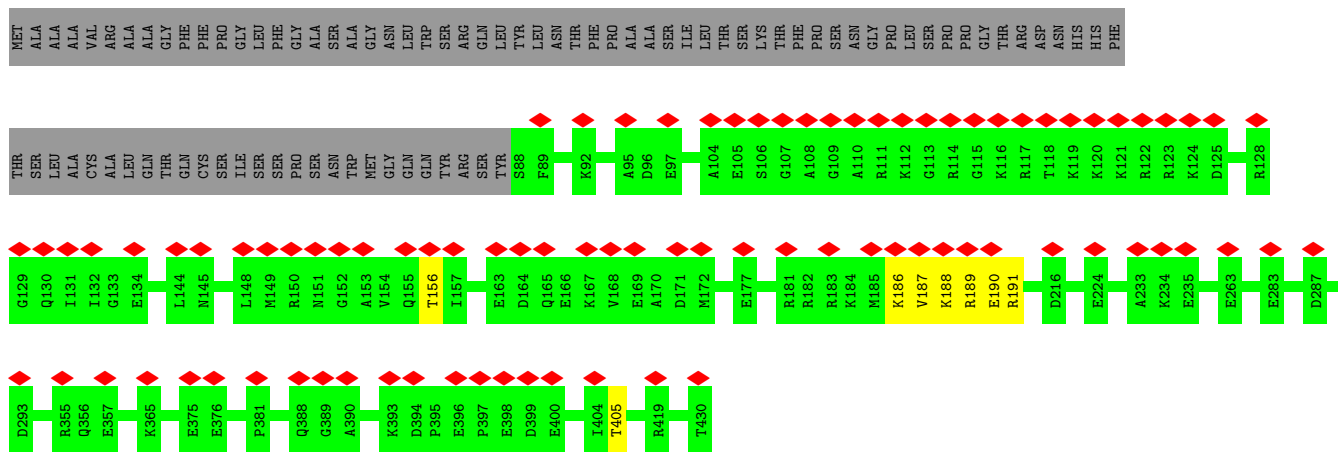 MET ALA ALA ALA VAL ARG ALA ALA GLY PHE PHE PRO GLY LEU PHE GLY ALA SER ALA GLY ASN LEU TRP SER ARG GLN LEU TYR LEU ASN THR PHE PRO ALA ALA SER ILE LEU THR SER LYS THR PHE PRO SER ASN GLY PRO LEU SER PRO PRO GLY THR ARG ASP ASN HIS HIS PHE
THR SER LEU ALA CYS ALA LEU GLN THR GLN CYS SER ILE SER SER PRO SER ASN TRP MET GLY GLN GLN TYR ARG SER TYR S88 F89 K92 A95 D96 E97 A104 E105 S106 G107 A108 G109 A110 R111 K112 G113 R114 G115 K116 R117 T118 K119 K120 K121 R122 R123 K124 D125 R128
G129 Q130 I131 I132 G133 E134 L144 N145 L148 M149 R150 N151 G152 A153 V154 Q155 T156 I157 E163 D164 Q165 E166 K167 V168 E169 A170 D171 M172 E177 R181 R182 R183 K184 M185 K186 V187 K188 R189 E190 R191 D216 E224 A233 K234 E235 E263 E283 D287
D293 R355 Q356 E357 K365 E375 E376 P381 Q388 G389 A390 K393 D394 P395 E396 P397 E398 D399 E400 I404 T405 R419 T430